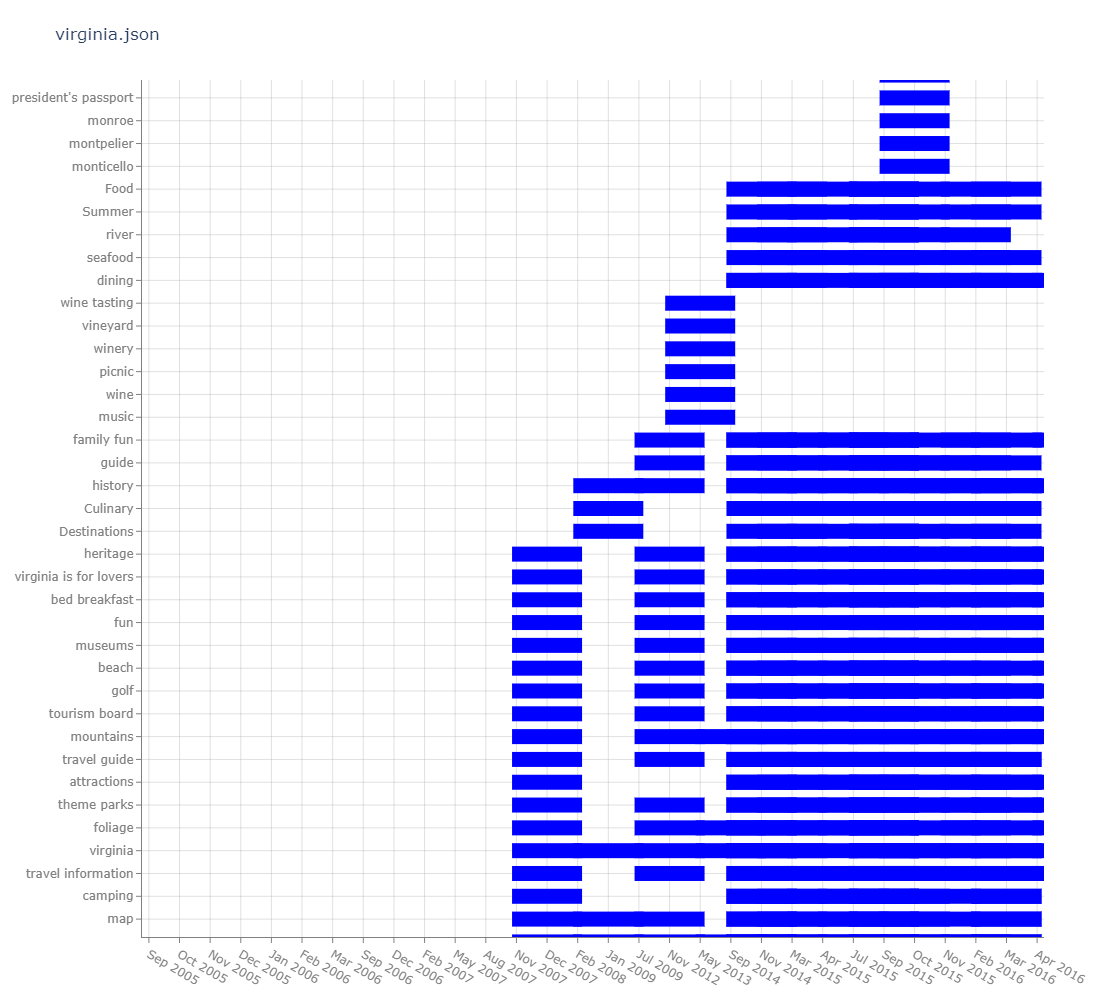 virginia.json
president's passport
monroe
montpelier
monticello
Food
Summer
river
seafood
dining
wine tasting
vineyard
winery
picnic
wine
music
family fun
guide
history
Culinary
Destinations
heritage
virginia is for lovers
bed breakfast
fun
museums
beach
golf
tourism board
mountains
travel guide
attractions
theme parks
foliage
virginia
travel information
camping
map
Sep 2005
Oct 2005
Nov 2005
Dec 2005
Jan 2006
Feb 2006
Mar 2006
Sep 2006
Dec 2006
Feb 2007
May 2007
Aug 2007
Nov 2007
Dec 2007
Feb 2008
Jan 2009
Jul 2009
Nov 2012
May 2013
Sep 2014
Nov 2014
Mar 2015
Apr 2015
Jul 2015
Sep 2015
Oct 2015
Nov 2015
Feb 2016
Mar 2016
Apr 2016